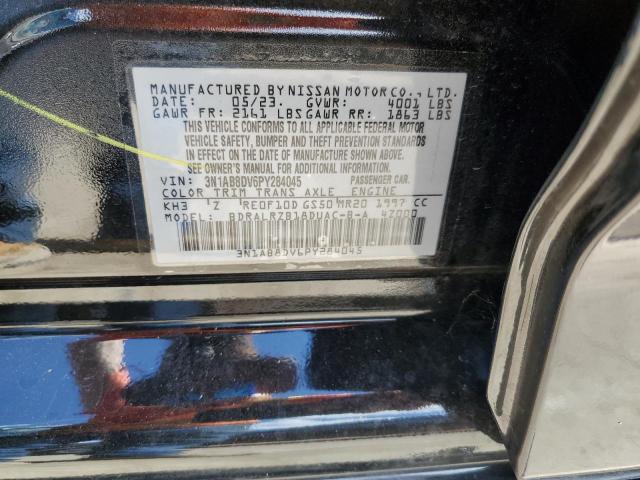 MANUFACTURED BY NISSAN MOTOR CO., LTD.
DATE: 05/23. GVWR: 4001 LBS
GAWR FR: 2161 LBS GAWR RR: 1863 LBS
THIS VEHICLE CONFORMS TO ALL APPLICABLE FEDERAL MOTOR
VEHICLE SAFETY, BUMPER AND THEFT PREVENTION STANDARDS
IN EFFECT ON THE DATE OF MANUFACTURE SHOWN ABOVE.
SEE OWNER'S MANUAL FOR ADDITIONAL INFORMATION.
VIN: 3N1AB8DV6PY284045 PASSENGER CAR.
COLOR TRIM TRANS AXLE ENGINE
KH3 Z RE0F10D GS50 MR20 1997 CC
MODEL: BDRALRZB18DUAC-B-A 47000
3N1AB8DV6PY284045